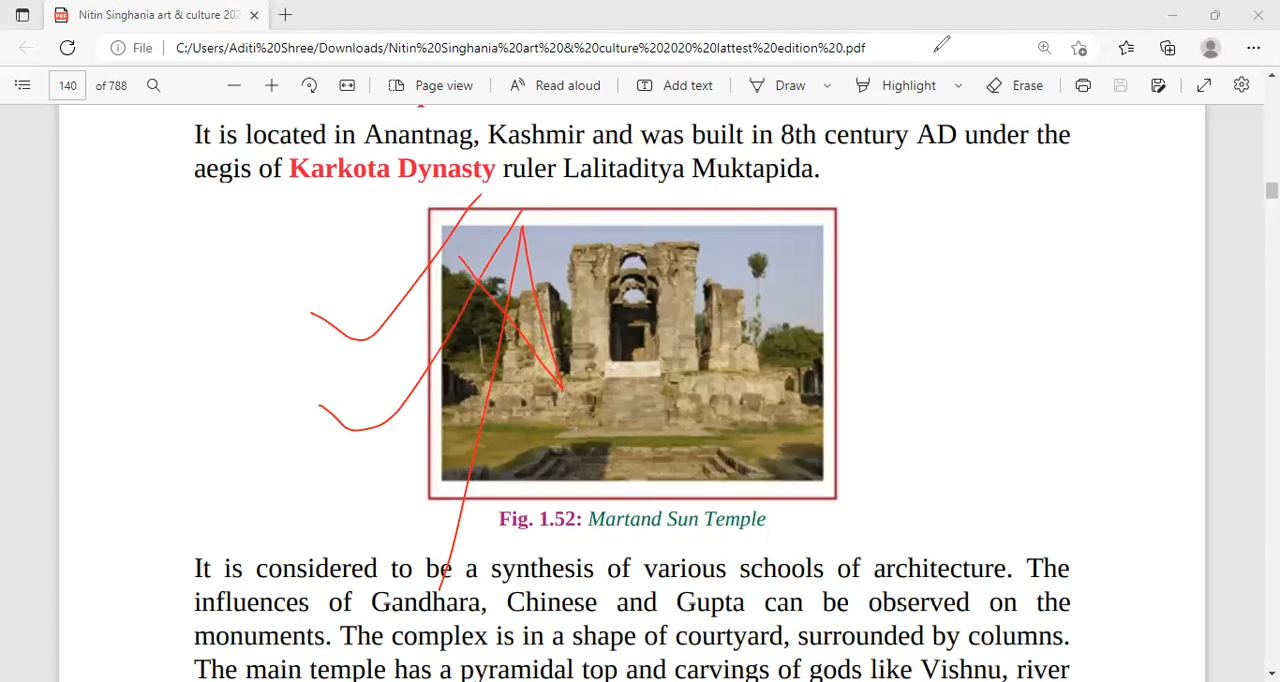 Nitin Singhania art & culture 202
File
C:/Users/Aditi%20Shree/Downloads/Nitin%20Singhania%20art%20&%20culture%202020%20lattest%20edition%20.pdf
140 of 788
Page view
Read aloud
Add text
Draw
Highlight
Erase
It is located in Anantnag, Kashmir and was built in 8th century AD under the
aegis of Karkota Dynasty ruler Lalitaditya Muktapida.
Fig. 1.52: Martand Sun Temple
It is considered to be a synthesis of various schools of architecture. The
influences of Gandhara, Chinese and Gupta can be observed on the
monuments. The complex is in a shape of courtyard, surrounded by columns.
The main temple has a pyramidal top and carvings of gods like Vishnu, river